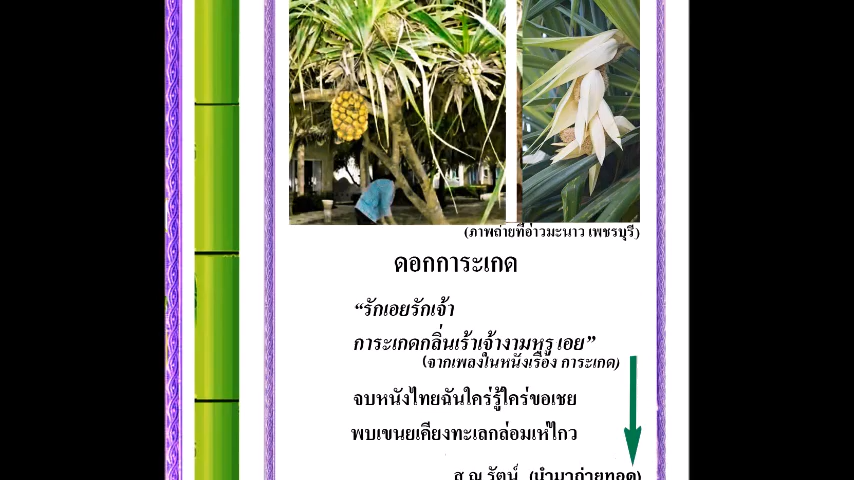 (ภาพถ่ายที่อ่าวมะนาว เพชรบุรี)
ดอกการะเกด
“รักเอยรักเจ้า
การะเกดกลิ่นเร้าเจ้างามหรู เอย”
(จากเพลงในหนังเรื่อง การะเกด)
จบหนังไทยฉันใคร่รู้ใคร่ขอเชย
พบเขนยเคียงทะเลกล่อมเห่ไกว
ส.ณ รัตน์ (นำมาถ่ายทอด)